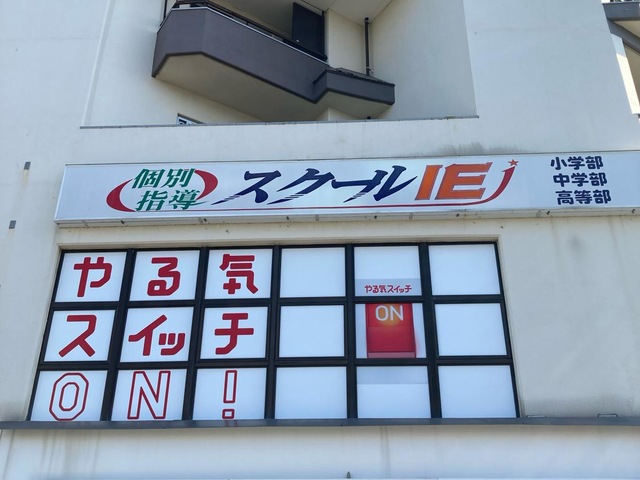 個別
指導
スクールIE
小学部
中学部
高等部
やる気
スイッチ
ON!
やる気スイッチ
ON